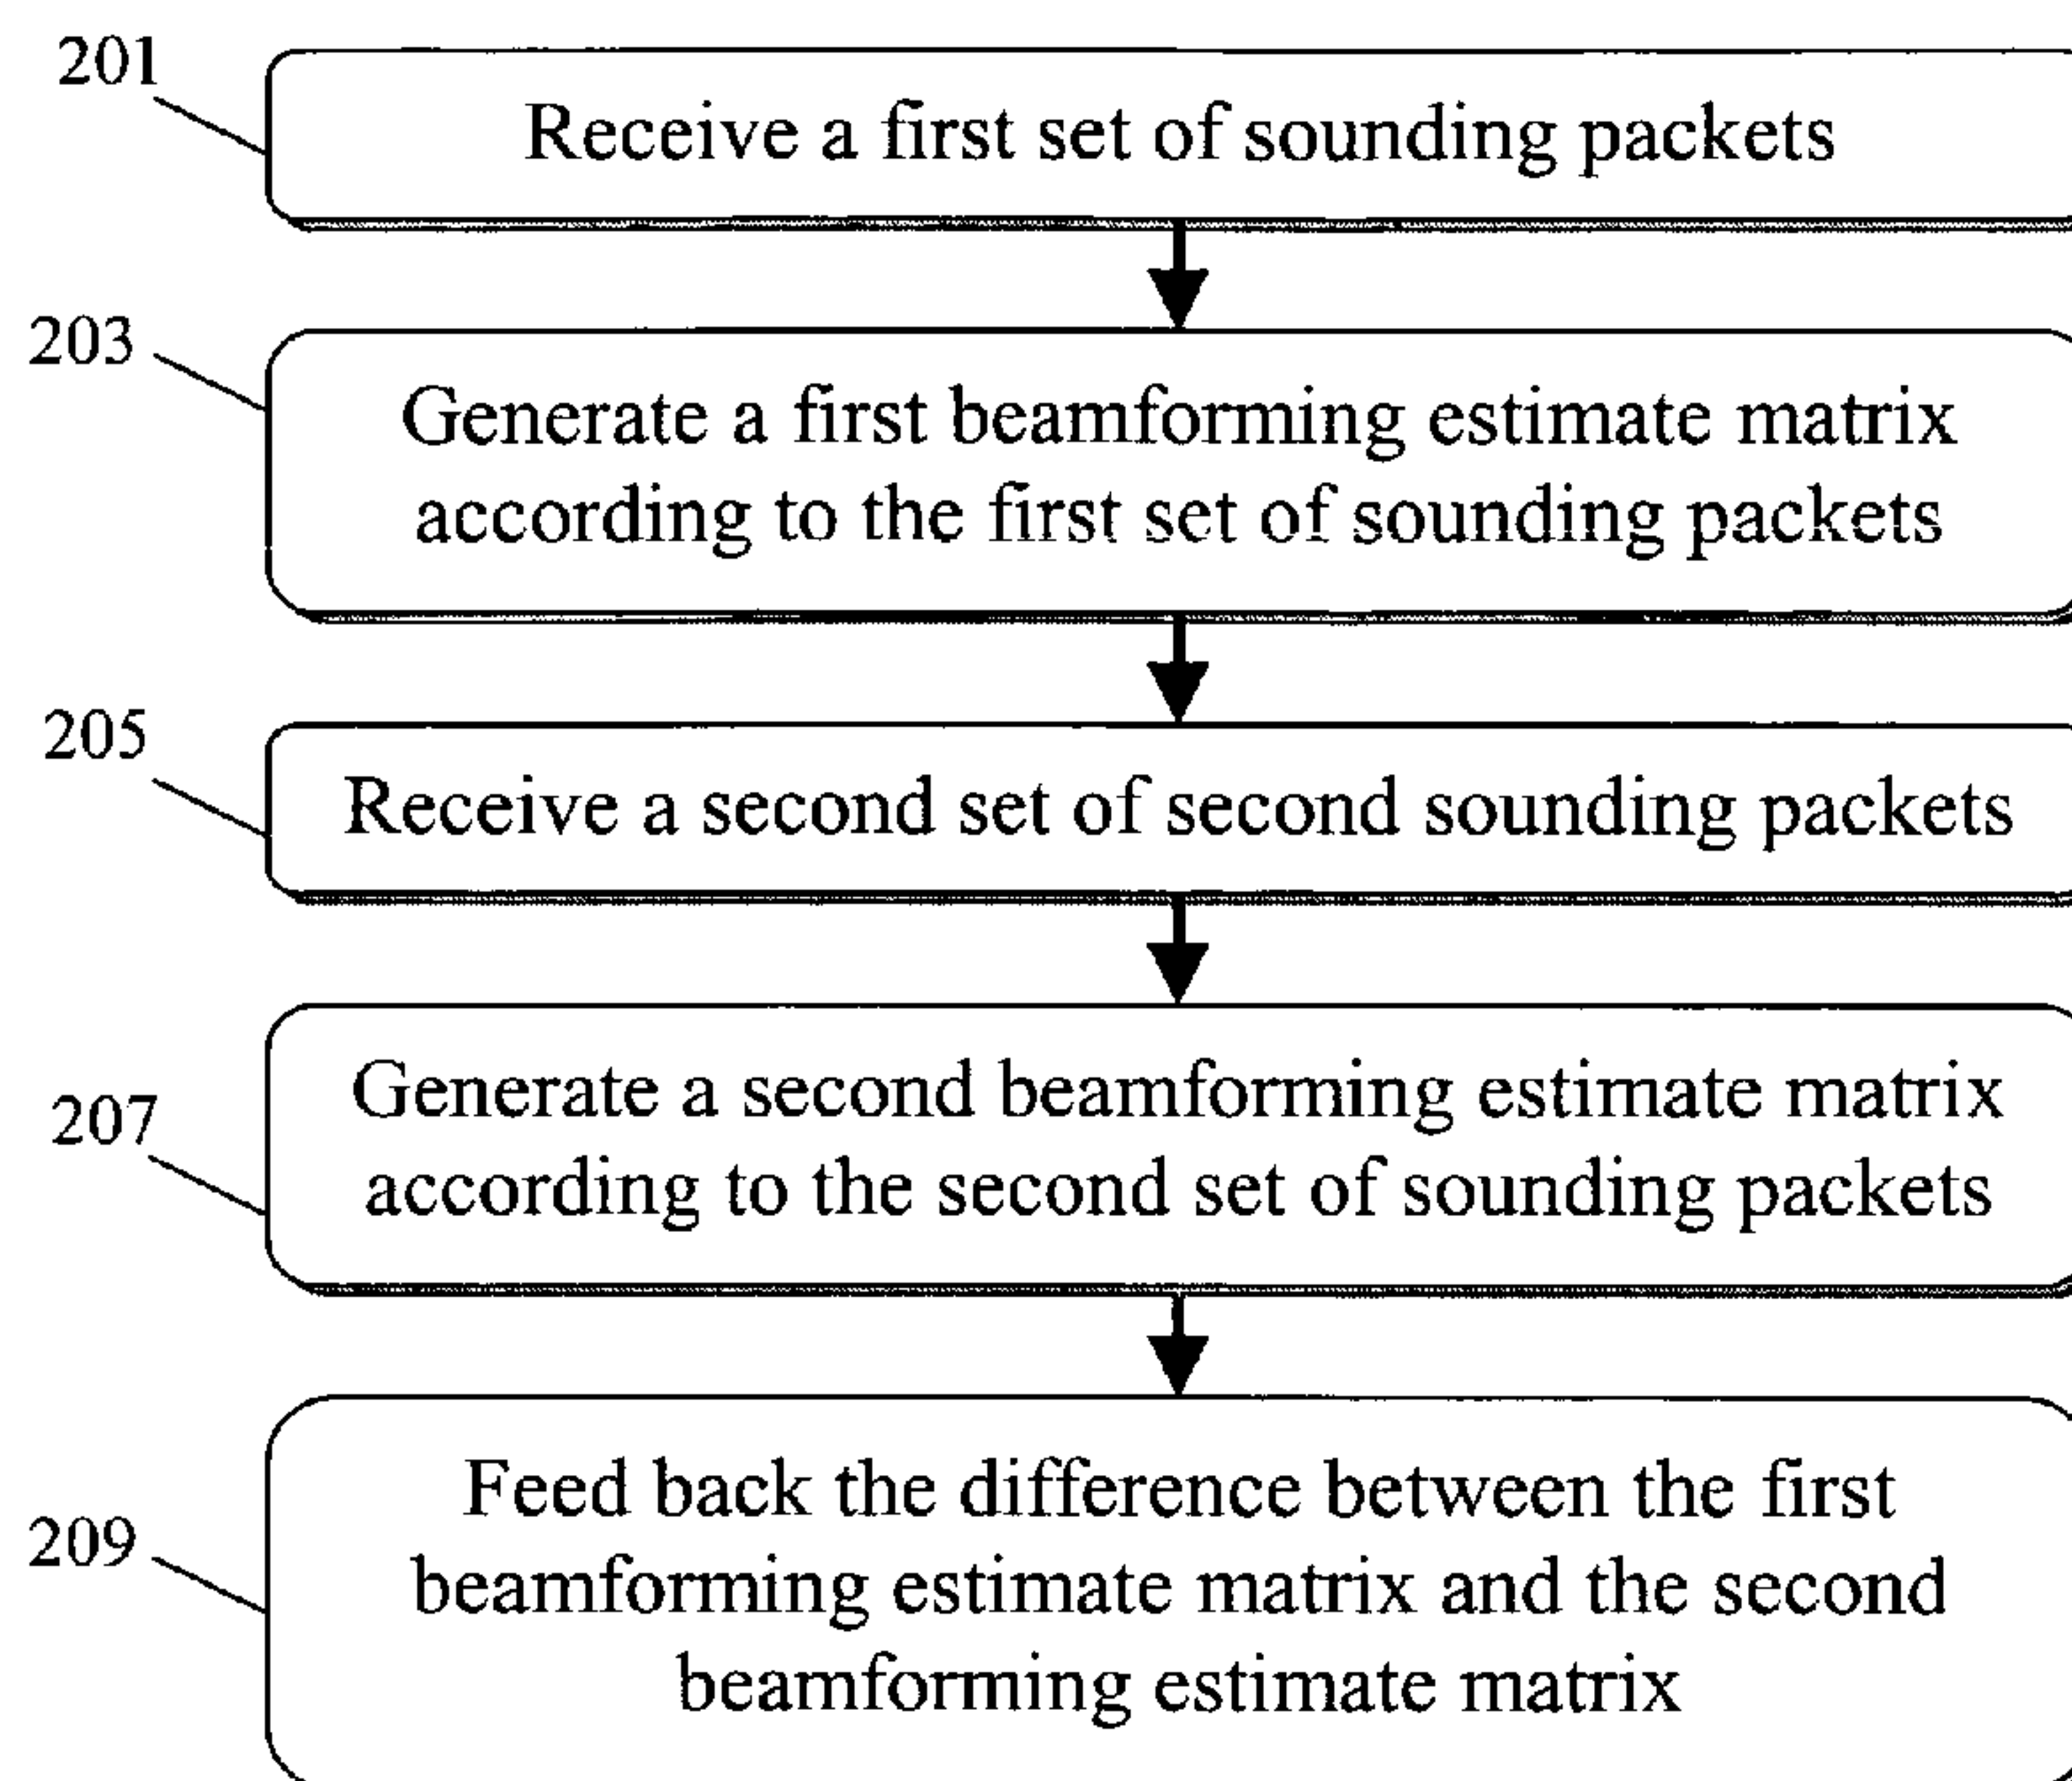 201
Receive a first set of sounding packets
203
Generate a first beamforming estimate matrix
according to the first set of sounding packets
205
Receive a second set of second sounding packets
207
Generate a second beamforming estimate matrix
according to the second set of sounding packets
209
Feed back the difference between the first
beamforming estimate matrix and the second
beamforming estimate matrix